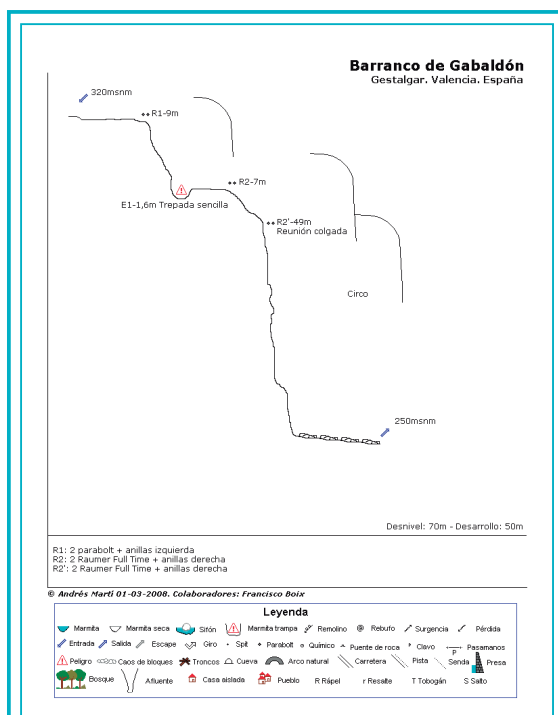 Barranco de Gabaldón
Gestalgar. Valencia. España
320msnm
R1-9m
R2-7m
E1-1,6m Trepada sencilla
R2'-49m
Reunión colgada
Circo
250msnm
Desnivel: 70m - Desarrollo: 50m
R1: 2 parabolt + anillas izquierda
R2: 2 Raumer Full Time + anillas derecha
R2': 2 Raumer Full Time + anillas derecha
© Andrés Martí 01-03-2008. Colaboradores: Francisco Boix
Leyenda
Marmita Marmita seca Sifón Marmita trampa Remolino Rebufo Surgencia Pérdida
Entrada Salida Escape Giro Spit Parabolt Químico Puente de roca Clavo P Pasamanos
Peligro Caos de bloques Troncos Cueva Arco natural Carretera Pista Senda Presa
Bosque Afluente Casa aislada Pueblo R Rápel r Resalte T Tobogán S Salto